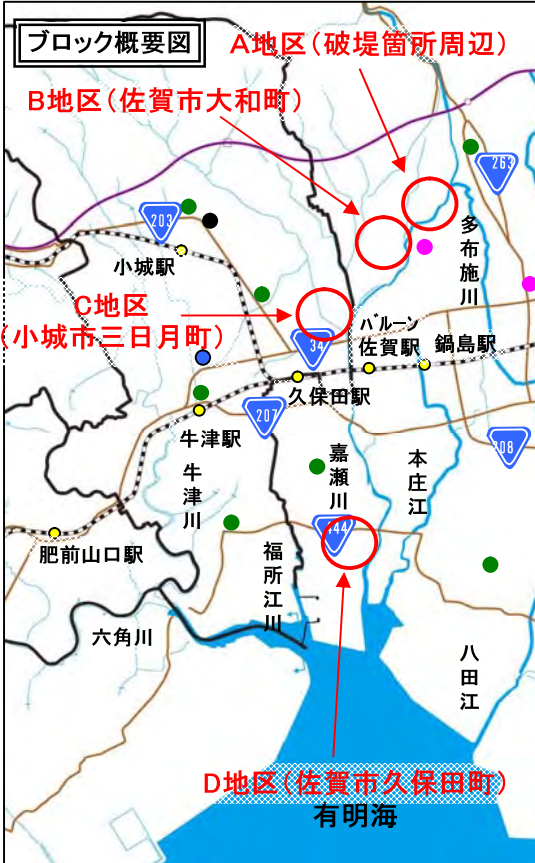 ブロック概要図
A地区(破堤箇所周辺)
B地区(佐賀市大和町)
263
203
多布施川
小城駅
C地区
(小城市三日月町)
バルーン
佐賀駅
鍋島駅
34
久保田駅
207
牛津駅
208
嘉瀬川
本庄江
牛津川
444
肥前山口駅
福所江川
六角川
八田江
D地区(佐賀市久保田町)
有明海